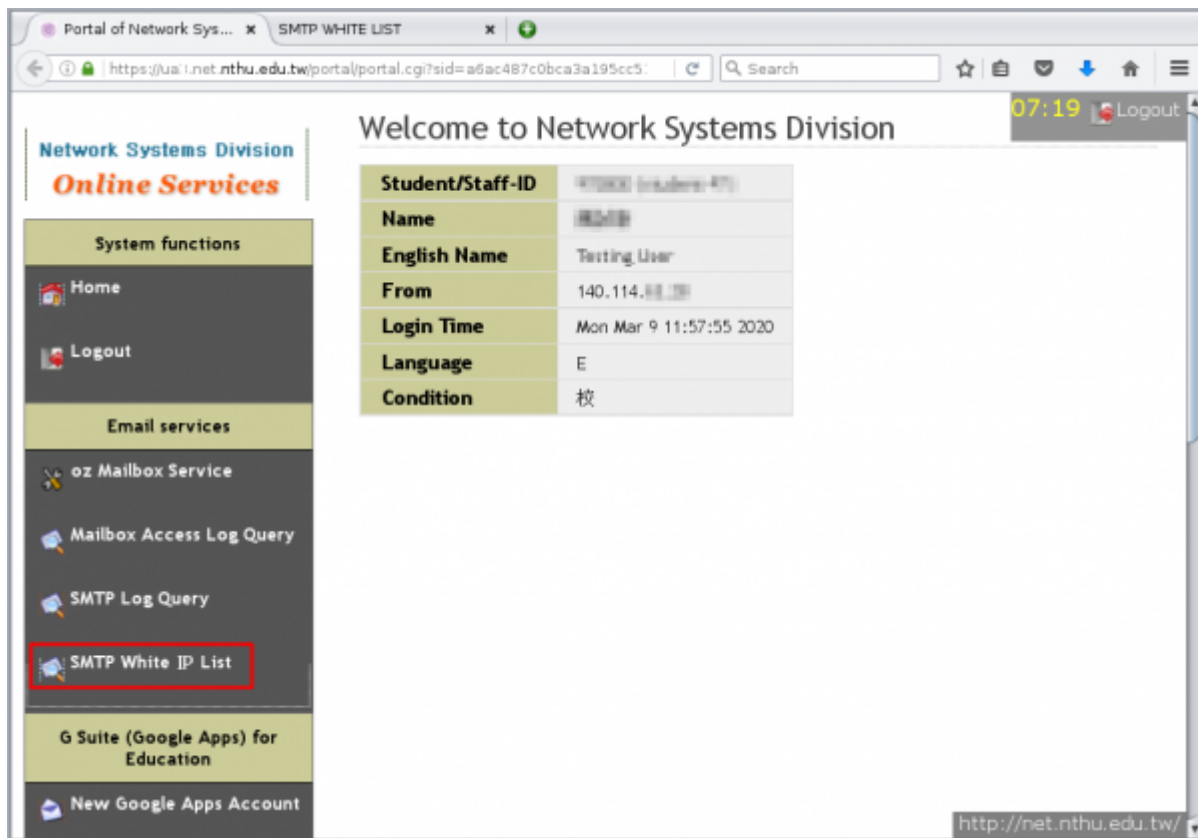 Portal of Network Sys...
SMTP WHITE LIST
.net.nthu.edu.tw/portal/portal.cgi?sid=a6ac487c0bca3a195cc5
Search
07:19 Logout
Network Systems Division
Online Services
Welcome to Network Systems Division
Student/Staff-ID
Name
English Name Testing User
From 140.114.
Login Time Mon Mar 9 11:57:55 2020
Language E
Condition 校
System functions
Home
Logout
Email services
oz Mailbox Service
Mailbox Access Log Query
SMTP Log Query
SMTP White IP List
G Suite (Google Apps) for
Education
New Google Apps Account
http://net.nthu.edu.tw/